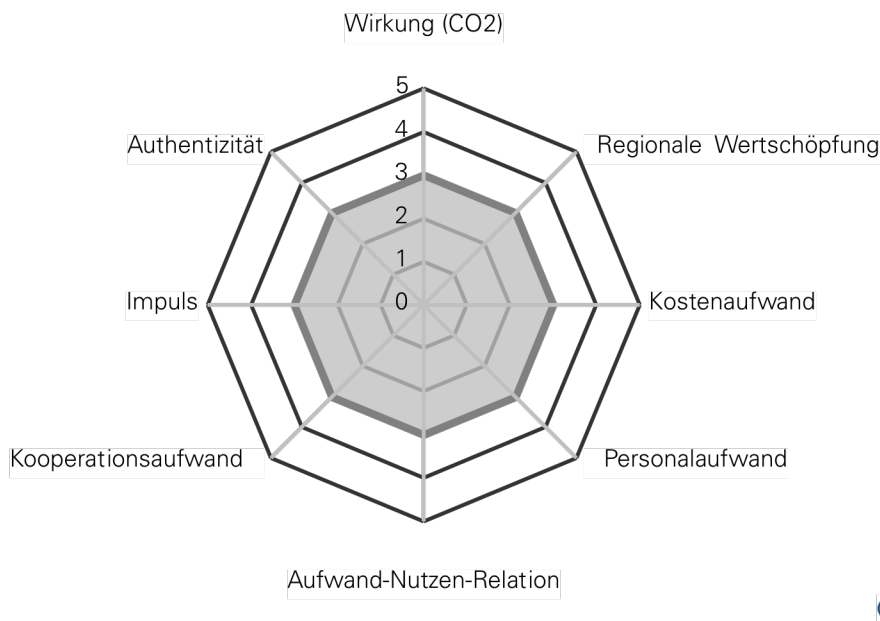 Wirkung (CO2)
5
Authentizität
4
Regionale Wertschöpfung
3
2
1
Impuls
0
Kostenaufwand
Kooperationsaufwand
Personalaufwand
Aufwand-Nutzen-Relation